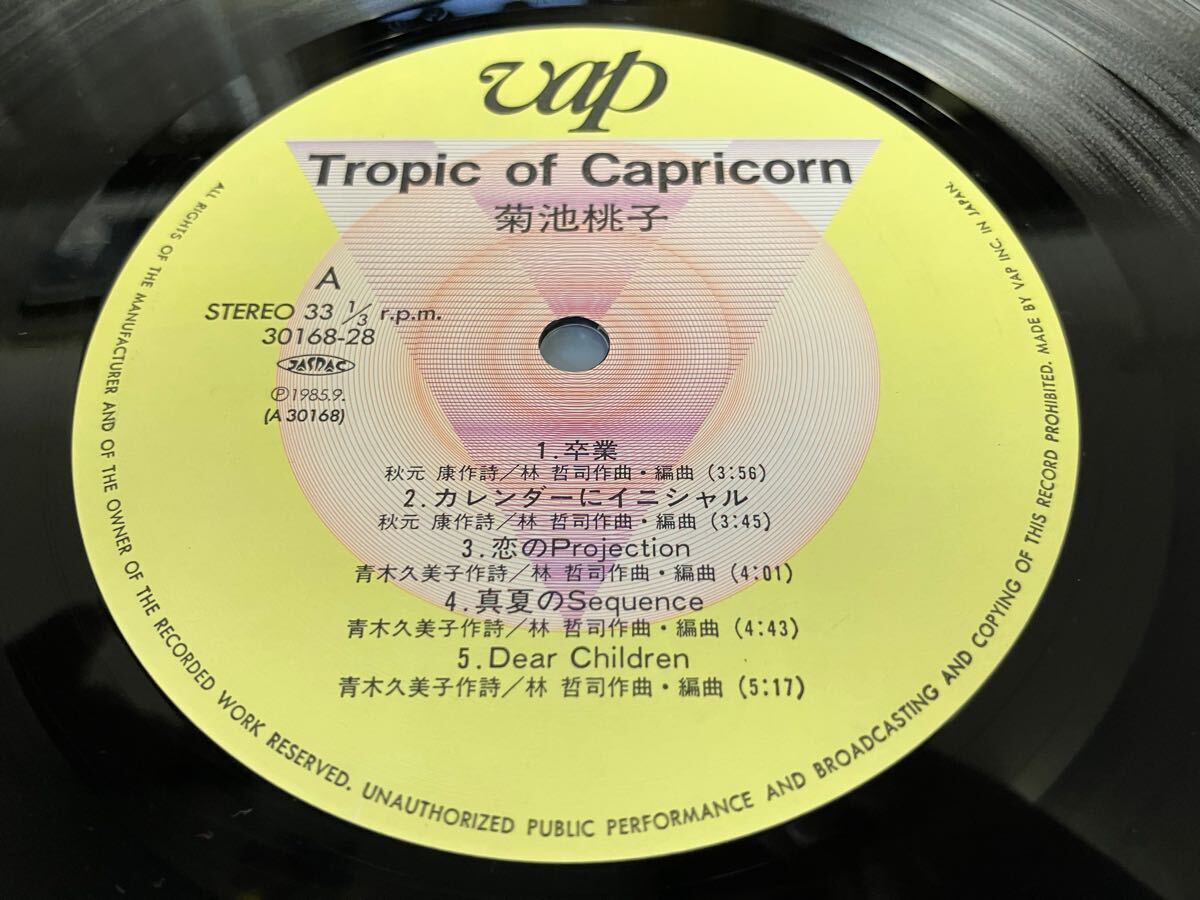 vap
Tropic of Capricorn
菊池桃子
A
STEREO 33 1/3 r.p.m.
30168-28
JASRAC
Ⓟ1985.9.
(A 30168)
1.卒業
秋元 康作詩／林 哲司作曲・編曲 (3:56)
2.カレンダーにイニシャル
秋元 康作詩／林 哲司作曲・編曲 (3:45)
3.恋のProjection
青木久美子作詩／林 哲司作曲・編曲 (4:01)
4.真夏のSequence
青木久美子作詩／林 哲司作曲・編曲 (4:43)
5.Dear Children
青木久美子作詩／林 哲司作曲・編曲 (5:17)
ALL RIGHTS OF THE MANUFACTURER AND OF THE OWNER OF THE RECORDED WORK RESERVED. UNAUTHORIZED PUBLIC PERFORMANCE AND BROADCASTING AND COPYING OF THIS RECORD PROHIBITED. MADE BY VAP INC. IN JAPAN.